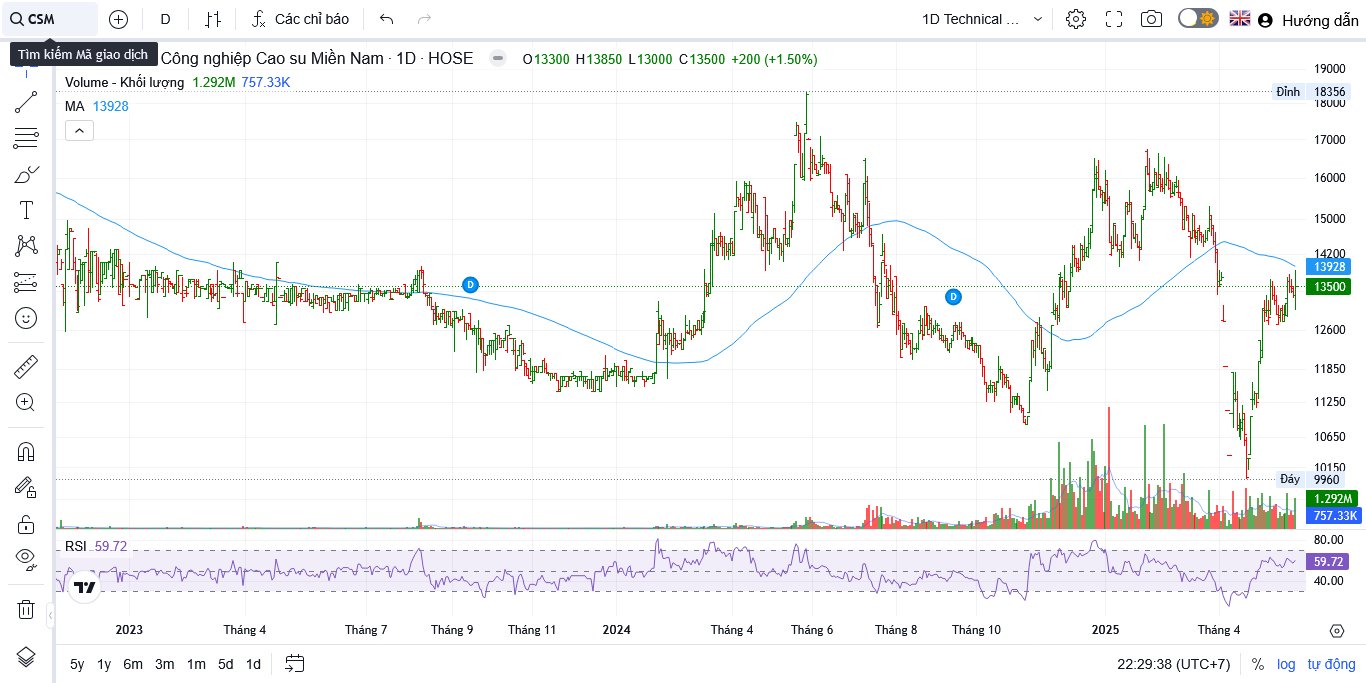 CSM
D
Các chỉ báo
1D Technical ...
Hướng dẫn
Tìm kiếm Mã giao dịch
Công nghiệp Cao su Miền Nam · 1D · HOSE
O13300 H13850 L13000 C13500 +200 (+1.50%)
Volume - Khối lượng 1.292M 757.33K
MA 13928
19000
Đỉnh 18356
18000
17000
16000
15000
14200
13928
13500
12600
11850
11250
10650
10150
Đáy 9960
1.292M
757.33K
D
D
RSI 59.72
80.00
59.72
40.00
2023 Tháng 4 Tháng 7 Tháng 9 Tháng 11 2024 Tháng 4 Tháng 6 Tháng 8 Tháng 10 2025 Tháng 4
5y 1y 6m 3m 1m 5d 1d
22:29:38 (UTC+7) % log tự động